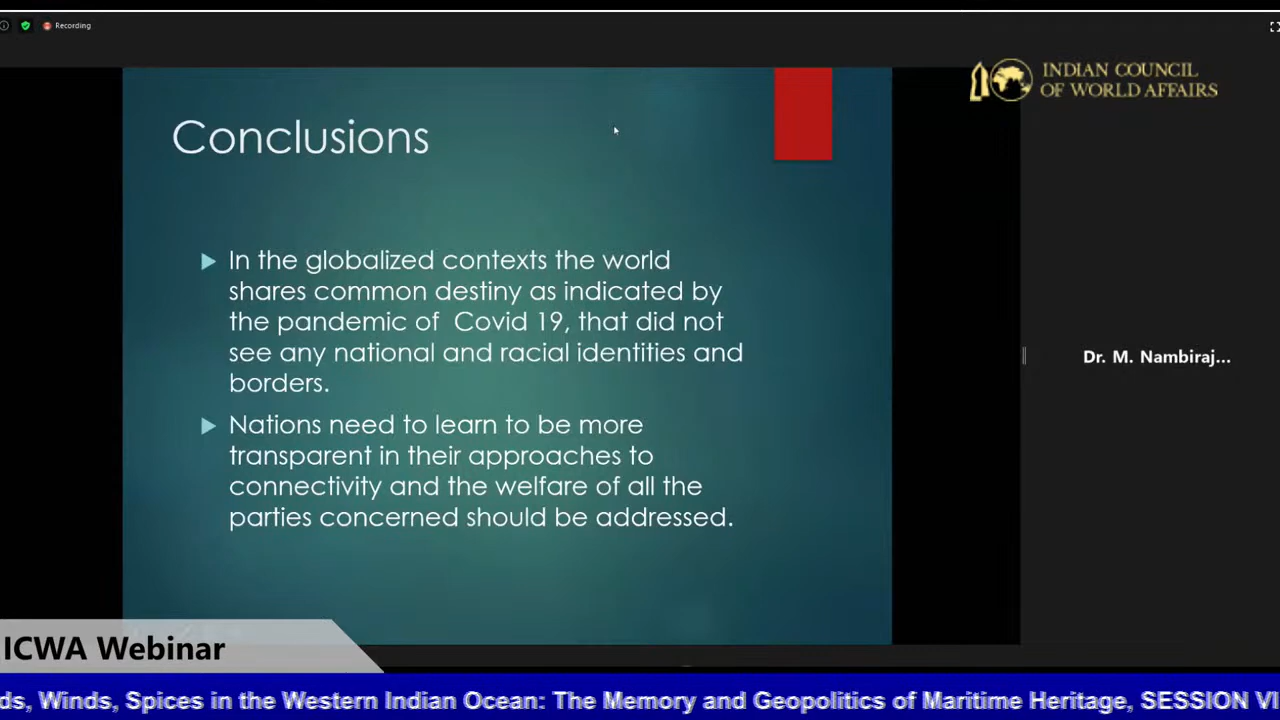 Recording
INDIAN COUNCIL
OF WORLD AFFAIRS
Conclusions
In the globalized contexts the world
shares common destiny as indicated by
the pandemic of Covid 19, that did not
see any national and racial identities and
borders.
Nations need to learn to be more
transparent in their approaches to
connectivity and the welfare of all the
parties concerned should be addressed.
Dr. M. Nambiraj...
ICWA Webinar
ds, Winds, Spices in the Western Indian Ocean: The Memory and Geopolitics of Maritime Heritage, SESSION VI